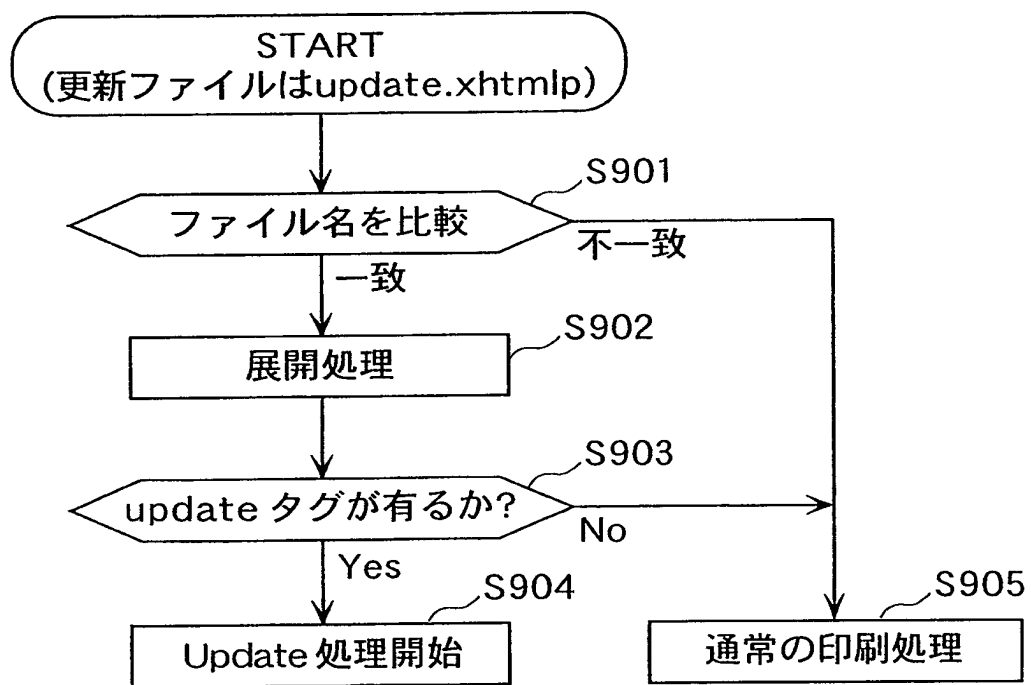 START
(更新ファイルはupdate.xhtmlp)
S901
ファイル名を比較
不一致
一致
S902
展開処理
S903
update タグが有るか?
No
Yes
S904
S905
Update 処理開始
通常の印刷処理